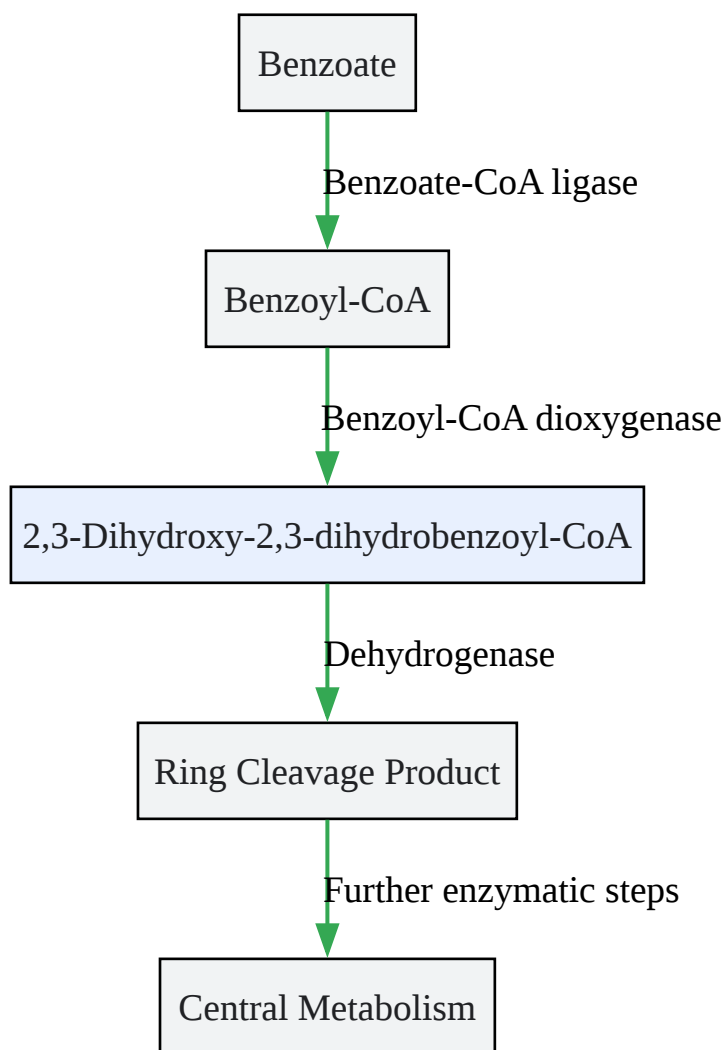 Benzoate
Benzoate-CoA ligase
Benzoyl-CoA
Benzoyl-CoA dioxygenase
2,3-Dihydroxy-2,3-dihydrobenzoyl-CoA
Dehydrogenase
Ring Cleavage Product
Further enzymatic steps
Central Metabolism